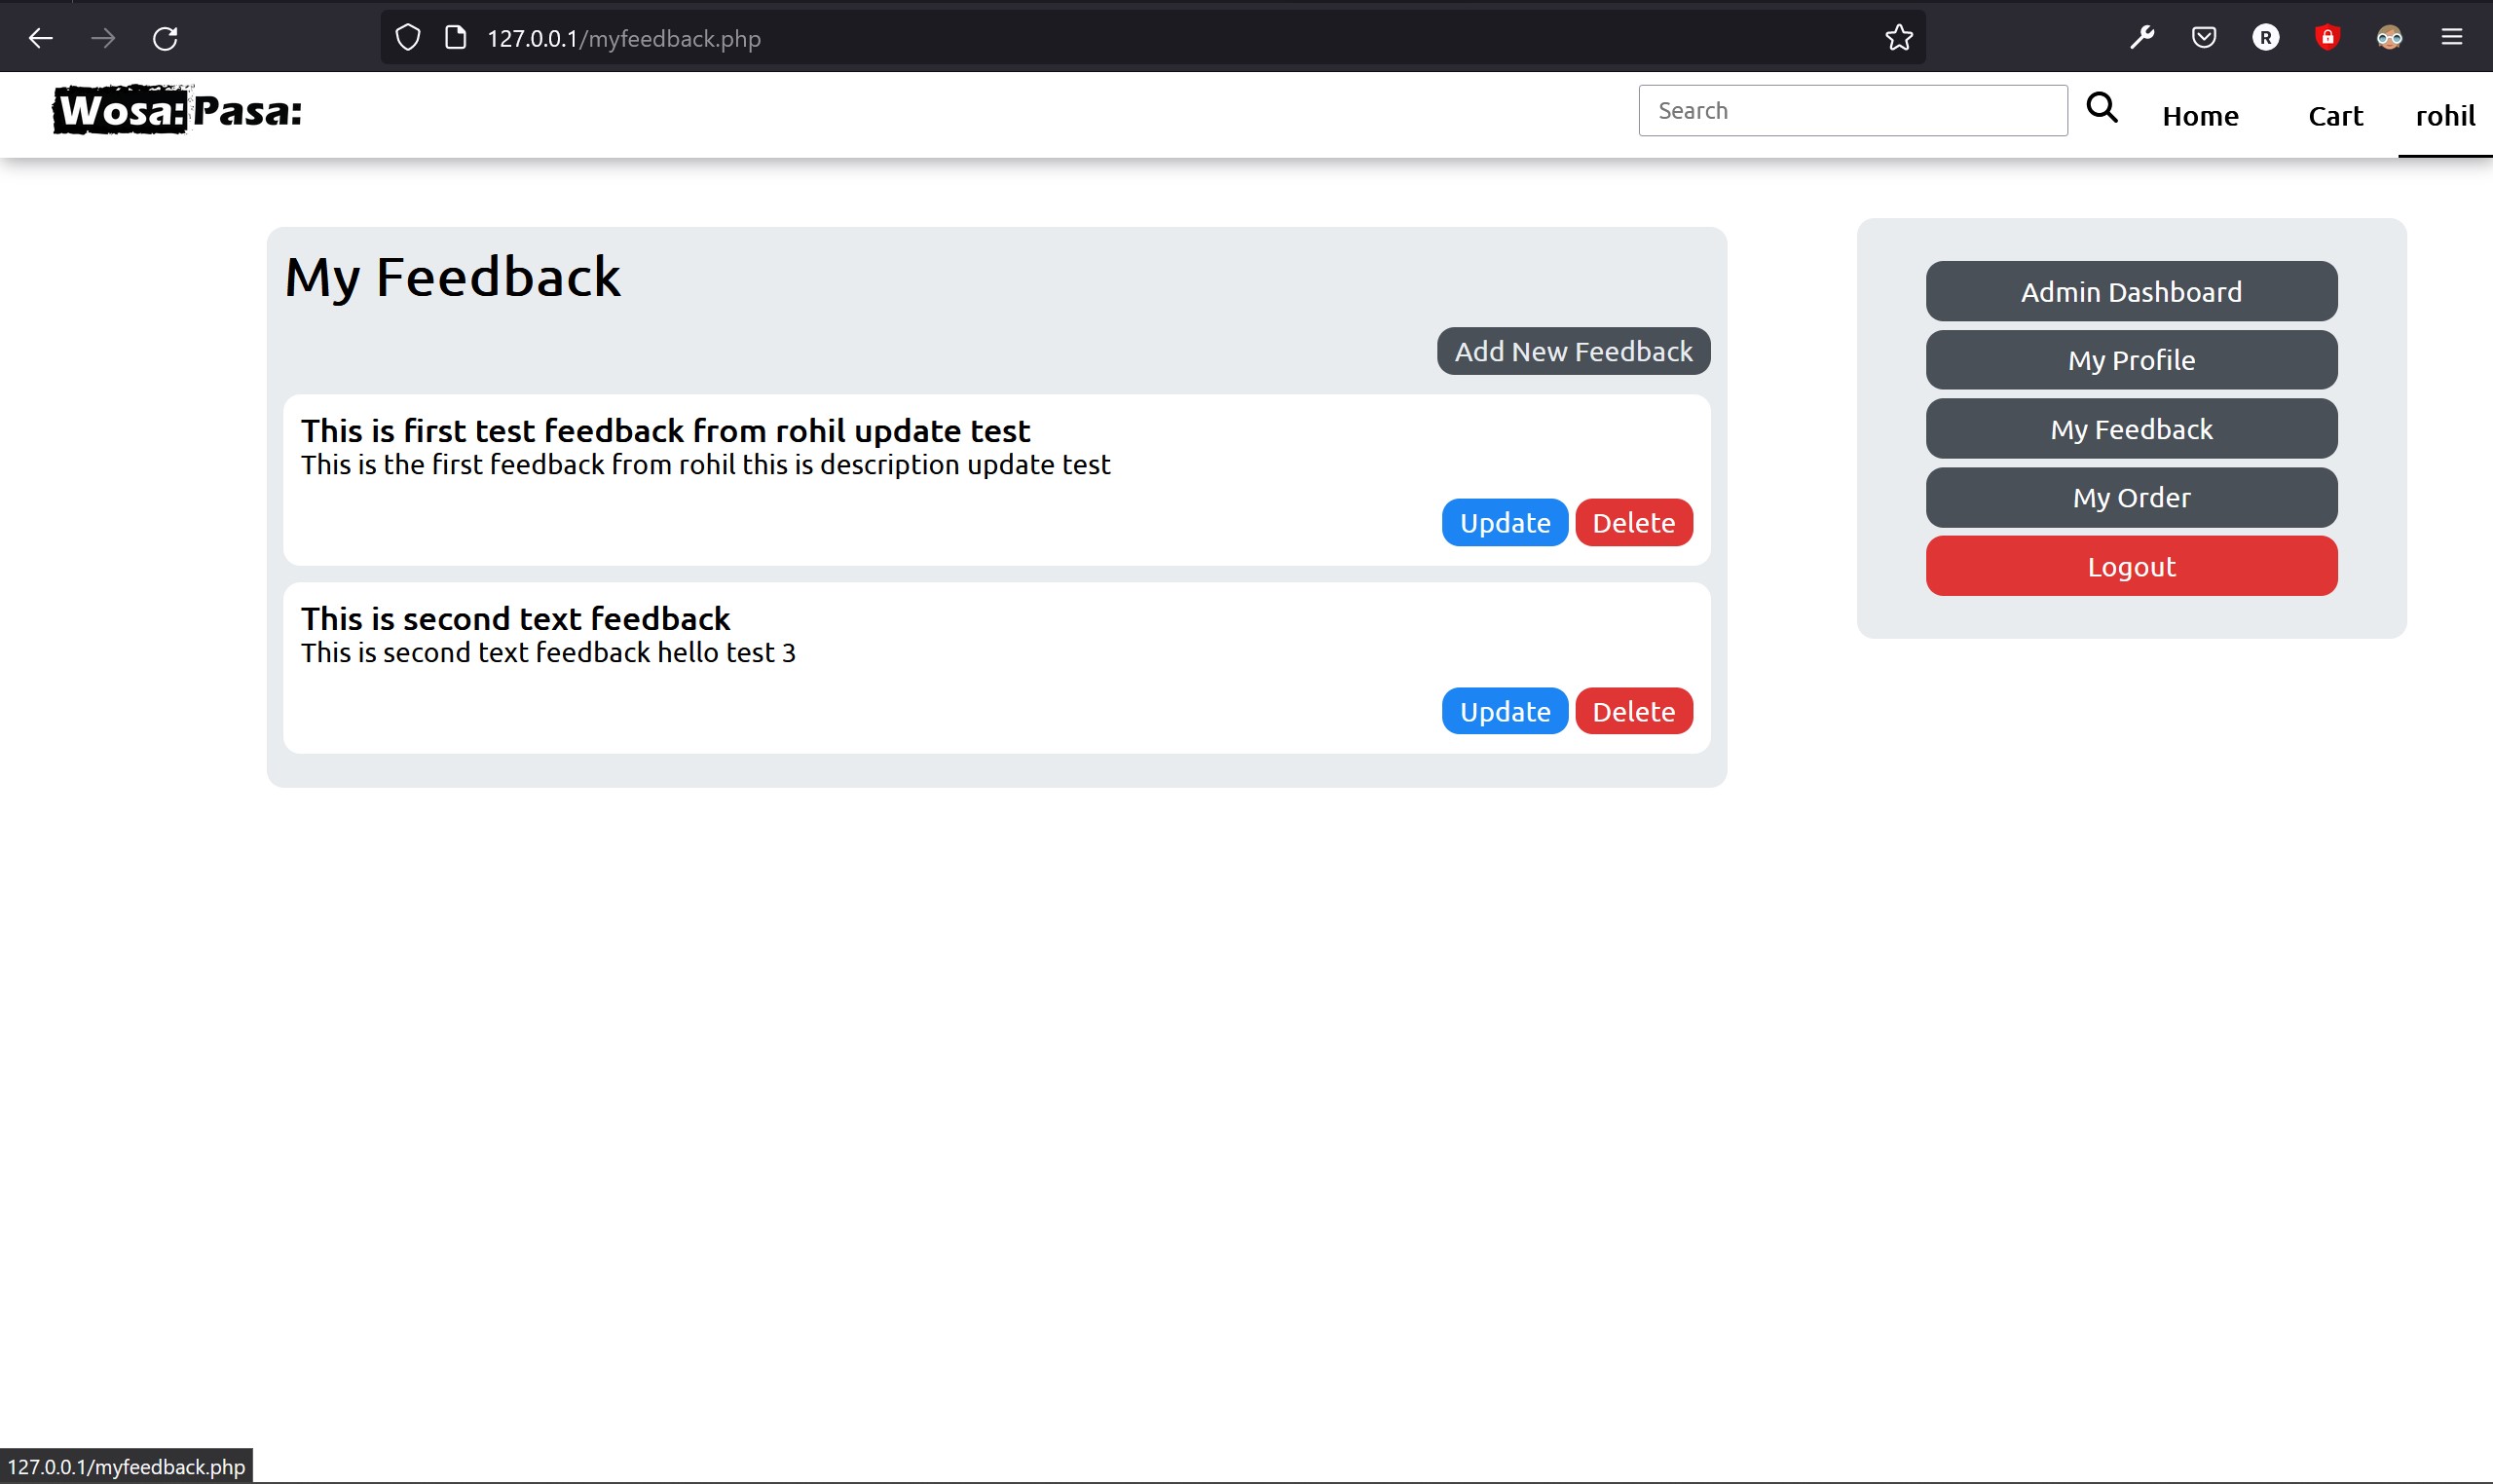 127.0.0.1/myfeedback.php
R
Wosa: Pasa:
Search
Home
Cart
rohil
My Feedback
Add New Feedback
This is first test feedback from rohil update test
This is the first feedback from rohil this is description update test
Update Delete
This is second text feedback
This is second text feedback hello test 3
Update Delete
Admin Dashboard
My Profile
My Feedback
My Order
Logout
127.0.0.1/myfeedback.php